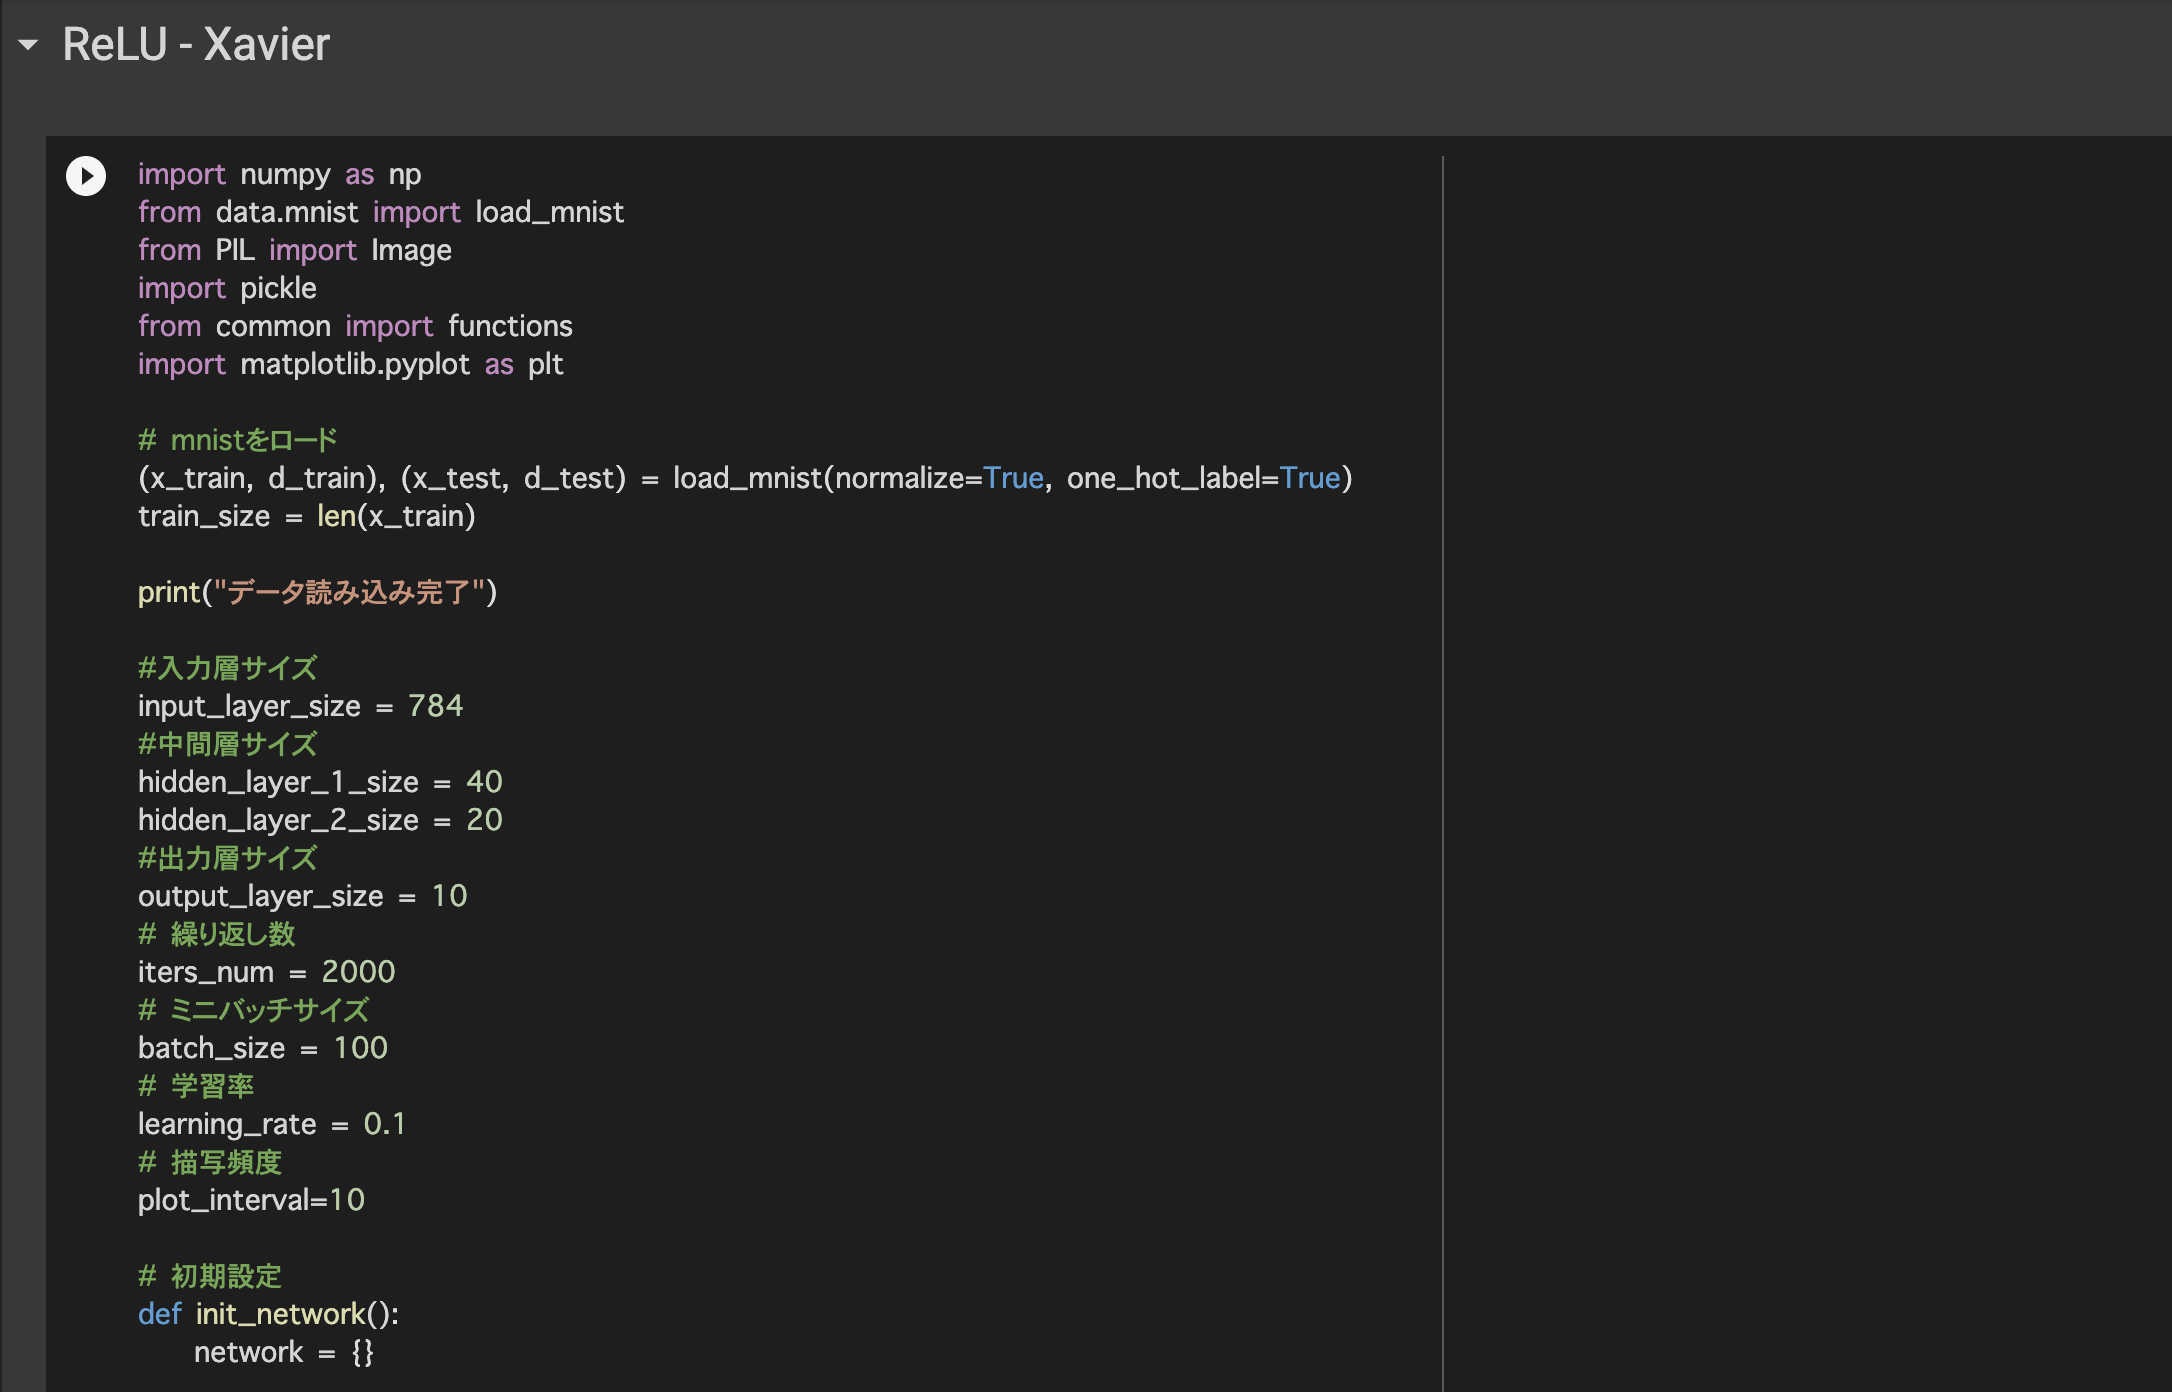 ReLU - Xavier
import numpy as np
from data.mnist import load_mnist
from PIL import Image
import pickle
from common import functions
import matplotlib.pyplot as plt
# mnistをロード
(x_train, d_train), (x_test, d_test) = load_mnist(normalize=True, one_hot_label=True)
train_size = len(x_train)
print("データ読み込み完了")
#入力層サイズ
input_layer_size = 784
#中間層サイズ
hidden_layer_1_size = 40
hidden_layer_2_size = 20
#出力層サイズ
output_layer_size = 10
# 繰り返し数
iters_num = 2000
# ミニバッチサイズ
batch_size = 100
# 学習率
learning_rate = 0.1
# 描写頻度
plot_interval=10
# 初期設定
def init_network():
    network = {}